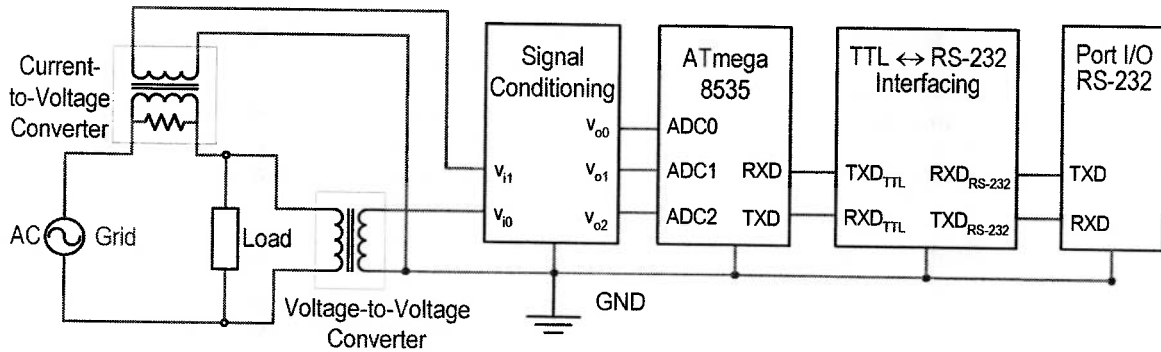 Current-
to-Voltage
Converter
AC
Grid
Load
Voltage-to-Voltage
Converter
Signal
Conditioning
v_i1
v_i0
v_o0
v_o1
v_o2
GND
ATmega
8535
ADC0
ADC1
ADC2
RXD
TXD
TTL ↔ RS-232
Interfacing
TXD_TTL
RXD_TTL
RXD_RS-232
TXD_RS-232
Port I/O
RS-232
TXD
RXD